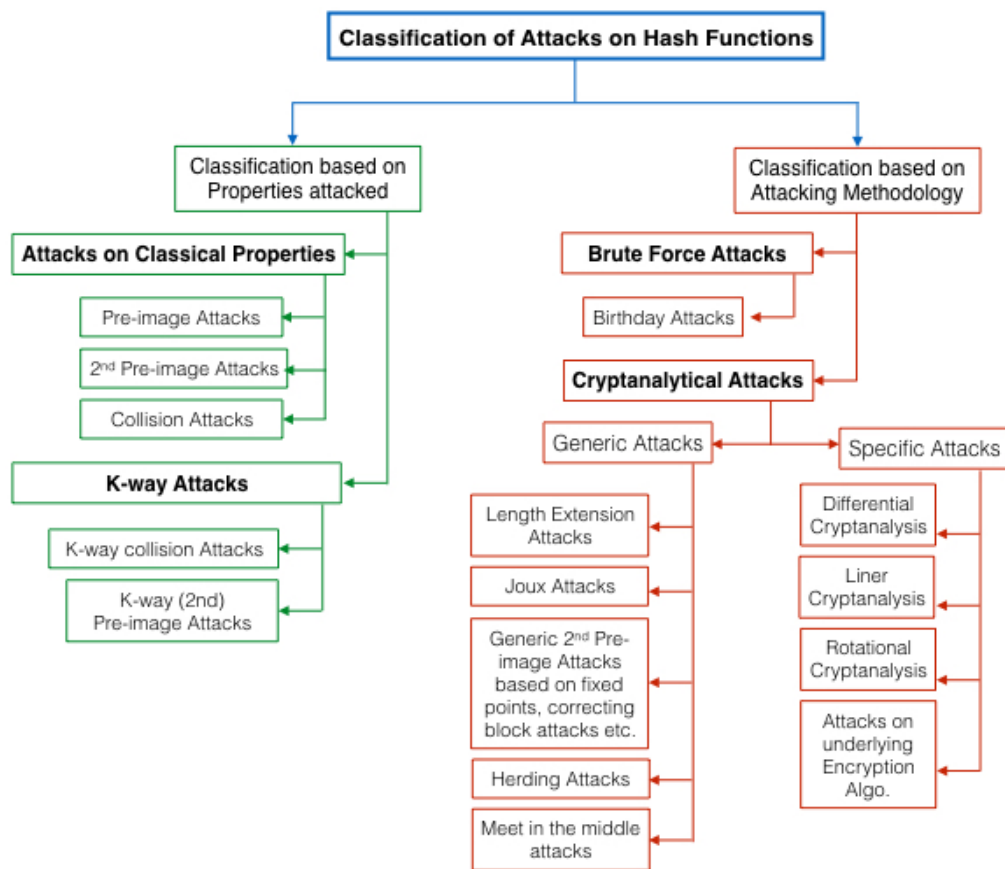 Classification of Attacks on Hash Functions
Classification based on
Properties attacked
Attacks on Classical Properties
Pre-image Attacks
2nd Pre-image Attacks
Collision Attacks
K-way Attacks
K-way collision Attacks
K-way (2nd)
Pre-image Attacks
Classification based on
Attacking Methodology
Brute Force Attacks
Birthday Attacks
Cryptanalytical Attacks
Generic Attacks
Length Extension
Attacks
Joux Attacks
Generic 2nd Pre-
image Attacks
based on fixed
points, correcting
block attacks etc.
Herding Attacks
Meet in the middle
attacks
Specific Attacks
Differential
Cryptanalysis
Liner
Cryptanalysis
Rotational
Cryptanalysis
Attacks on
underlying
Encryption
Algo.